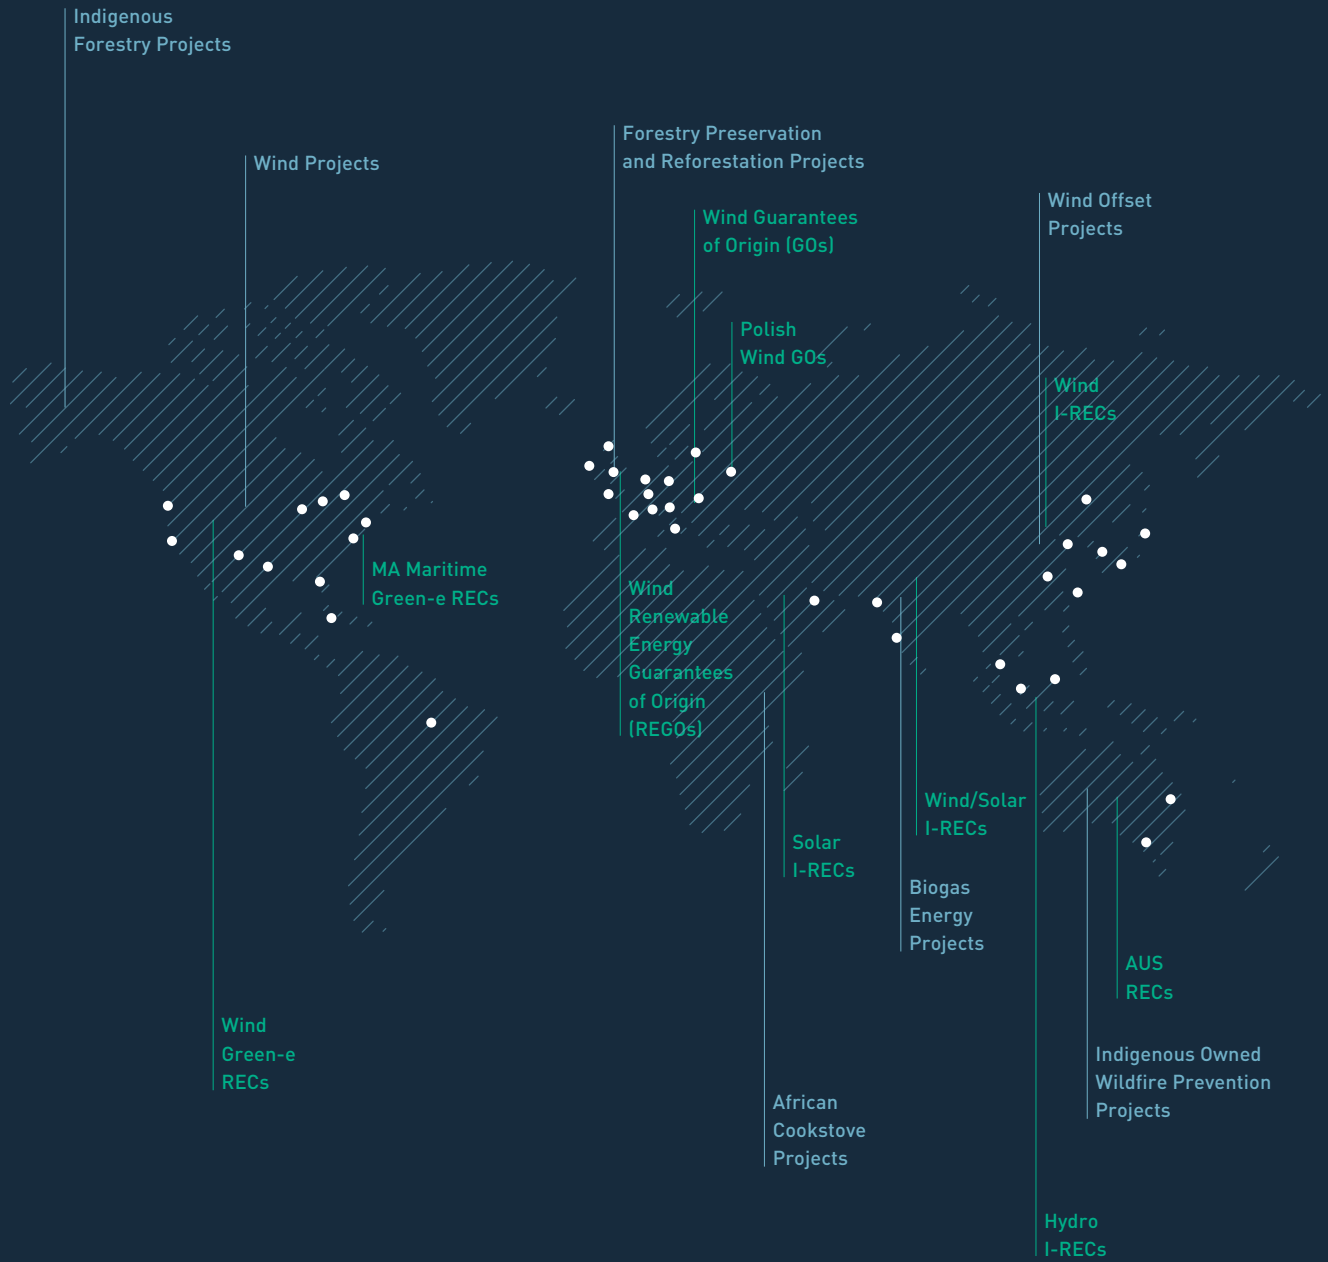 Indigenous
Forestry Projects
Wind Projects
Forestry Preservation
and Reforestation Projects
Wind Offset
Projects
Wind Guarantees
of Origin (GOs)
Polish
Wind GOs
Wind
I-RECs
MA Maritime
Green-e RECs
Wind
Renewable
Energy
Guarantees
of Origin
(REGOs)
Wind/Solar
I-RECs
Solar
I-RECs
Biogas
Energy
Projects
AUS
RECs
Wind
Green-e
RECs
Indigenous Owned
Wildfire Prevention
Projects
African
Cookstove
Projects
Hydro
I-RECs